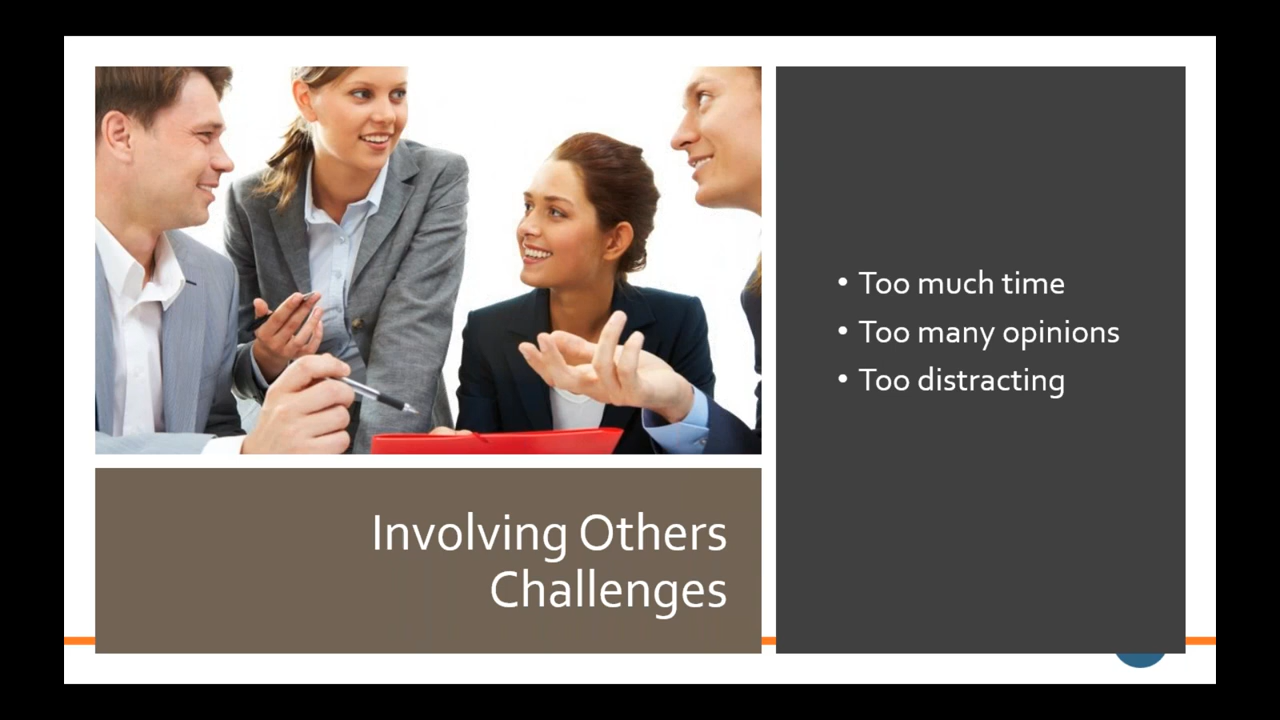 Involving Others
Challenges
• Too much time
• Too many opinions
• Too distracting